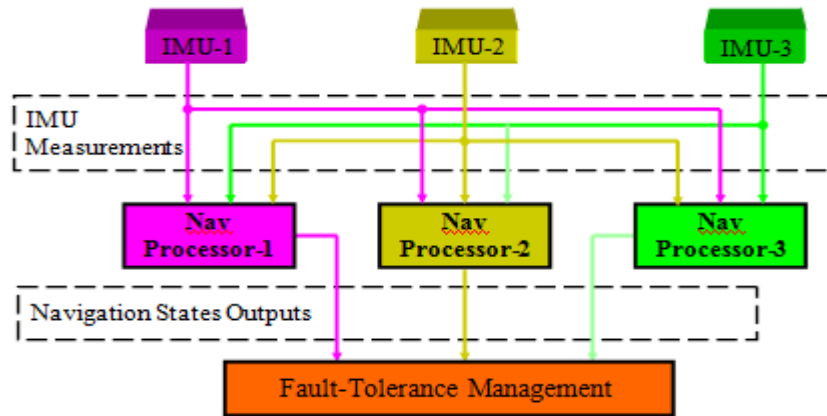 IMU-1
IMU-2
IMU-3
IMU
Measurements
Nav
Processor-1
Nav
Processor-2
Nav
Processor-3
Navigation States Outputs
Fault-Tolerance Management